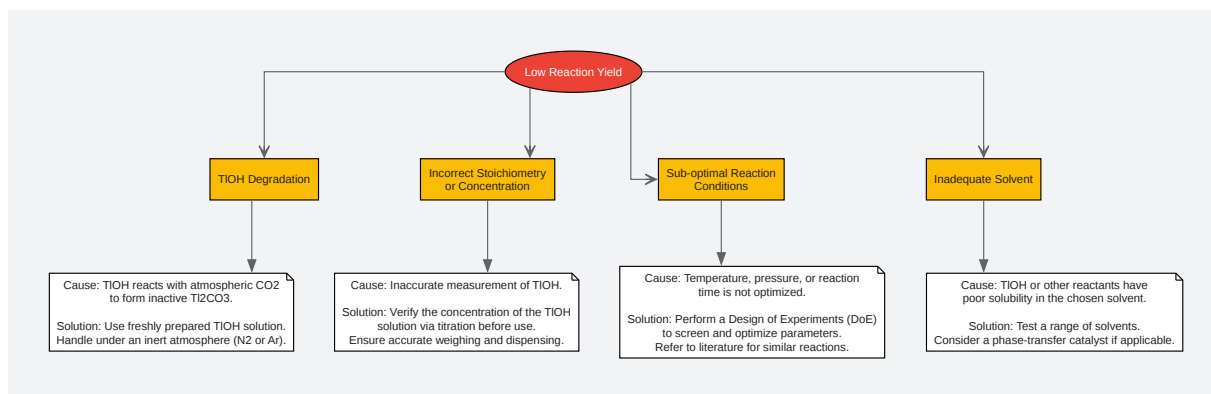 Low Reaction Yield
TlOH Degradation
Incorrect Stoichiometry
or Concentration
Sub-optimal Reaction
Conditions
Inadequate Solvent
Cause: TlOH reacts with atmospheric CO2
to form inactive Tl2CO3.
Solution: Use freshly prepared TlOH solution.
Handle under an inert atmosphere (N2 or Ar).
Cause: Inaccurate measurement of TlOH.
Solution: Verify the concentration of the TlOH
solution via titration before use.
Ensure accurate weighing and dispensing.
Cause: Temperature, pressure, or reaction
time is not optimized.
Solution: Perform a Design of Experiments (DoE)
to screen and optimize parameters.
Refer to literature for similar reactions.
Cause: TlOH or other reactants have
poor solubility in the chosen solvent.
Solution: Test a range of solvents.
Consider a phase-transfer catalyst if applicable.